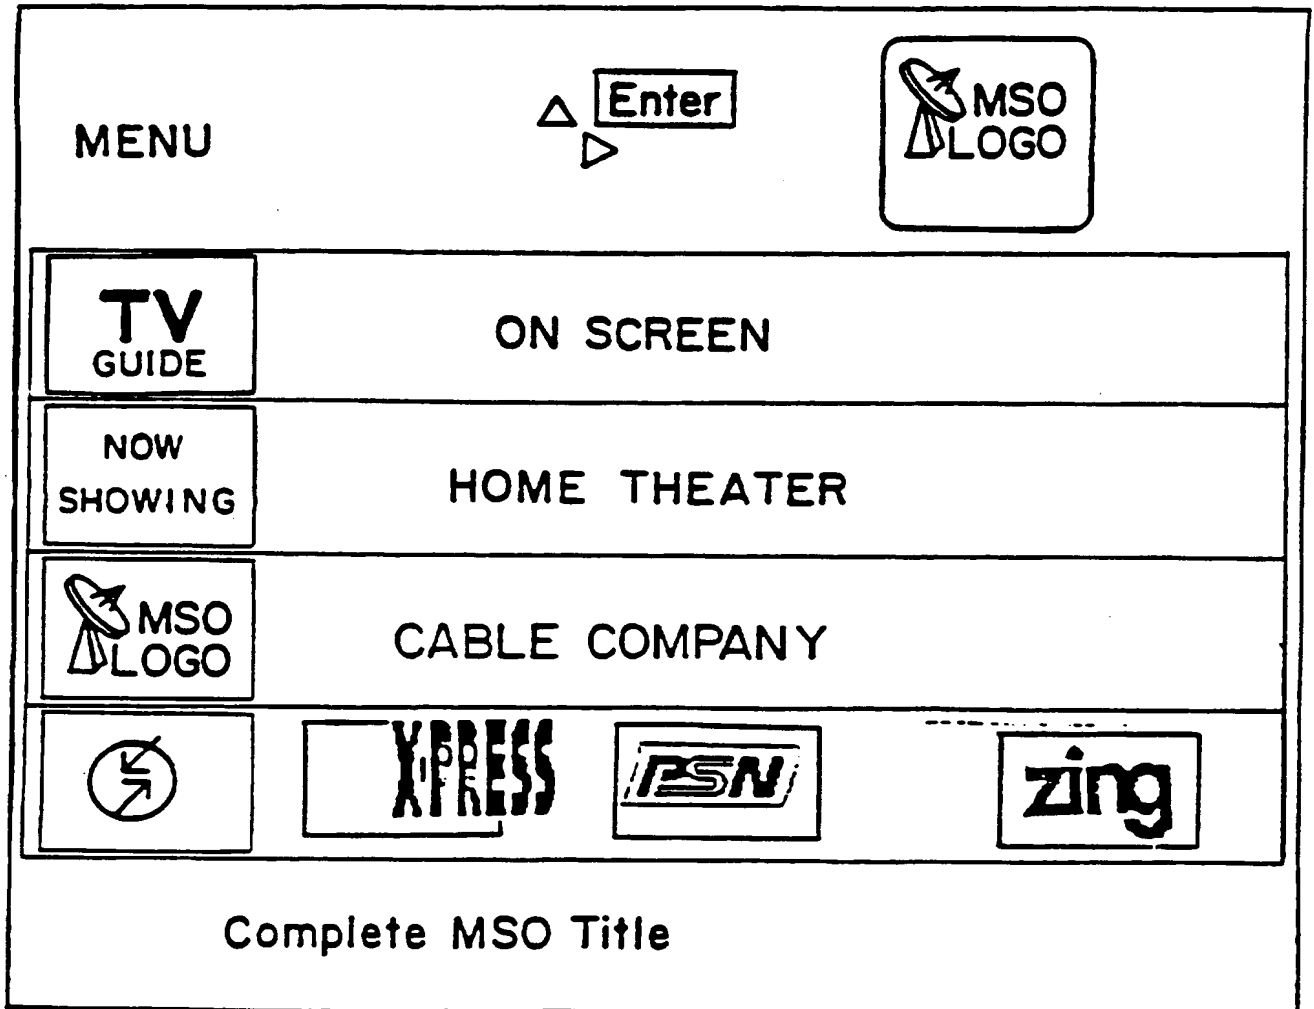 MENU
Enter
MSO
LOGO
TV
GUIDE
ON SCREEN
NOW
SHOWING
HOME THEATER
MSO
LOGO
CABLE COMPANY
X·PRESS
PSN
zing
Complete MSO Title